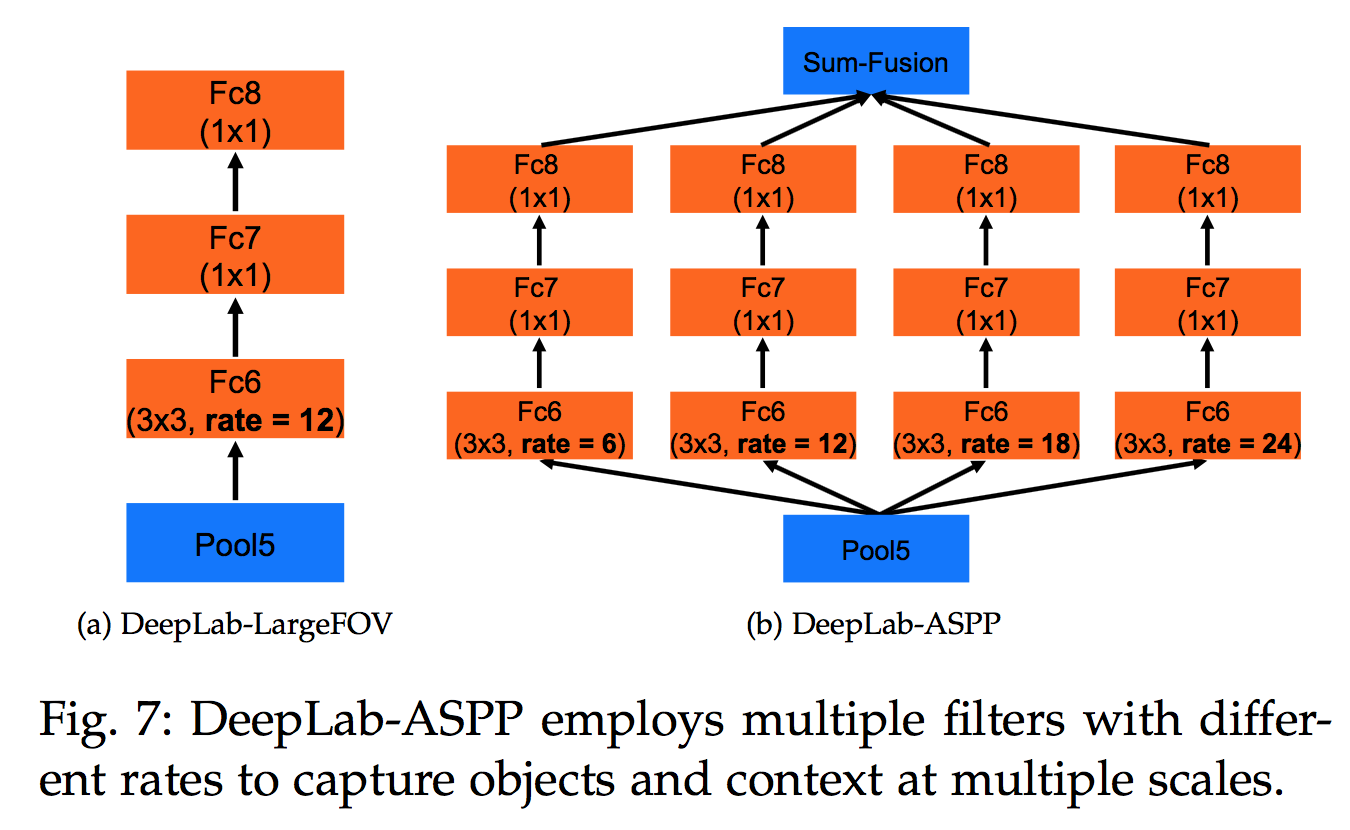 Fc8
(1x1)
Fc7
(1x1)
Fc6
(3x3, rate = 12)
Pool5
(a) DeepLab-LargeFOV
Sum-Fusion
Fc8
(1x1)
Fc8
(1x1)
Fc8
(1x1)
Fc8
(1x1)
Fc7
(1x1)
Fc7
(1x1)
Fc7
(1x1)
Fc7
(1x1)
Fc6
(3x3, rate = 6)
Fc6
(3x3, rate = 12)
Fc6
(3x3, rate = 18)
Fc6
(3x3, rate = 24)
Pool5
(b) DeepLab-ASPP
Fig. 7: DeepLab-ASPP employs multiple filters with differ-
ent rates to capture objects and context at multiple scales.